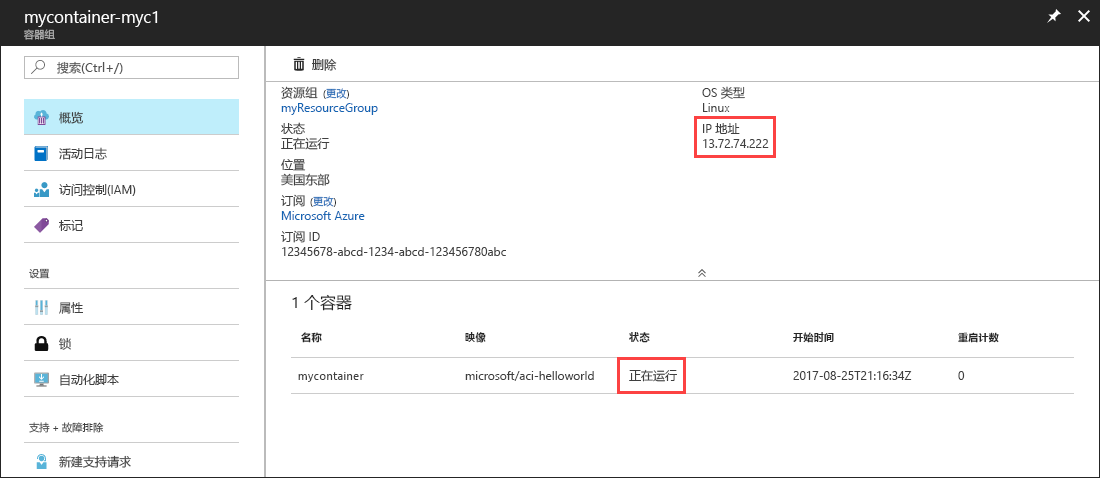 mycontainer-myc1
容器组
搜索(Ctrl+/)
概览
活动日志
访问控制(IAM)
标记
设置
属性
锁
自动化脚本
支持 + 故障排除
新建支持请求
删除
资源组 (更改)
myResourceGroup
状态
正在运行
位置
美国东部
订阅 (更改)
Microsoft Azure
订阅 ID
12345678-abcd-1234-abcd-123456780abc
OS 类型
Linux
IP 地址
13.72.74.222
1 个容器
名称 映像 状态 开始时间 重启计数
mycontainer microsoft/aci-helloworld 正在运行 2017-08-25T21:16:34Z 0